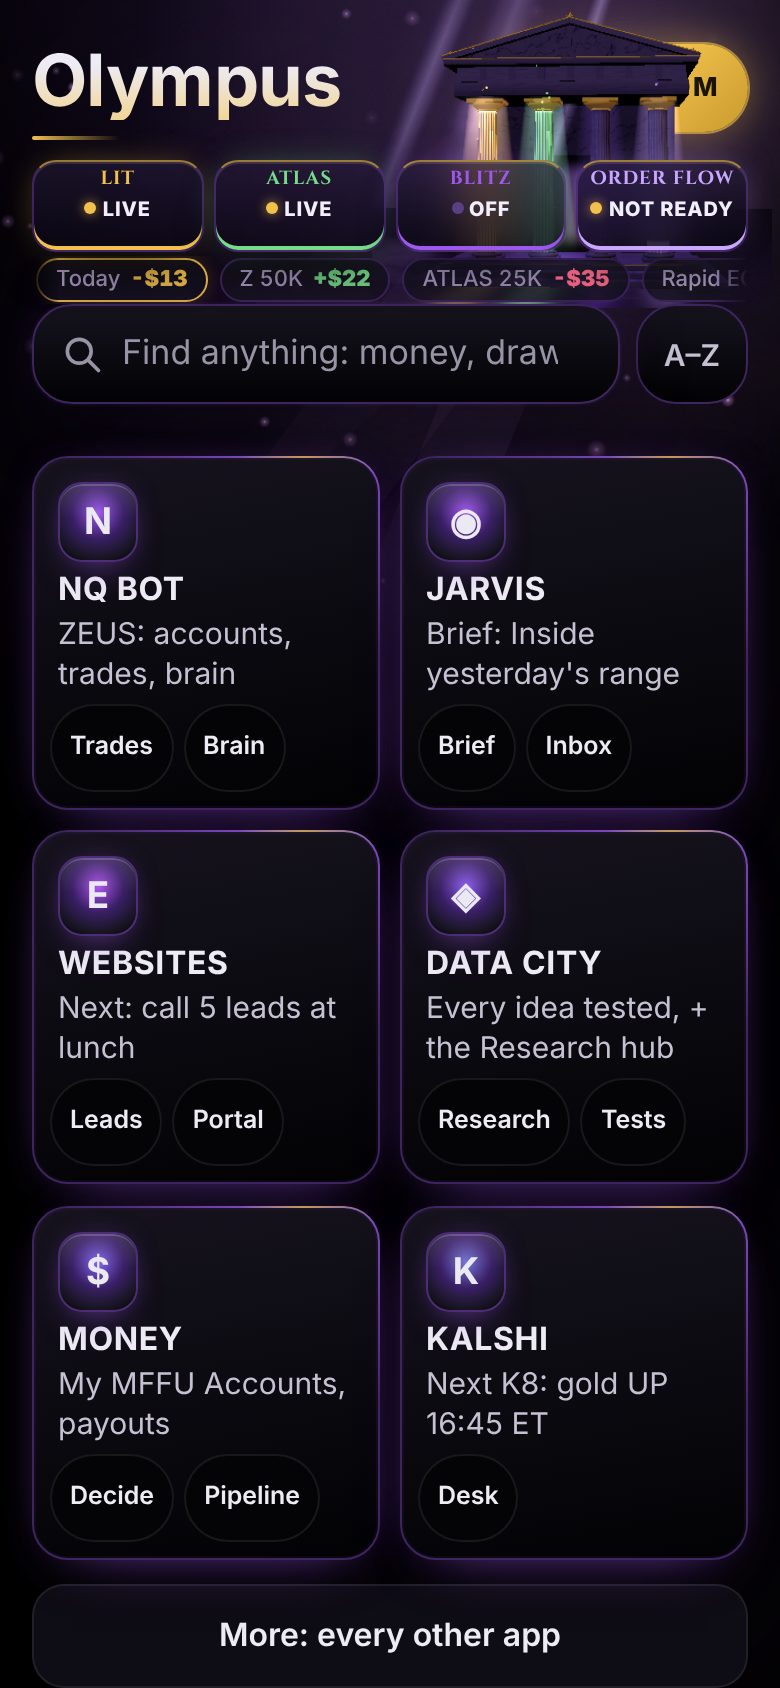 Olympus
M
LIT
LIVE
ATLAS
LIVE
BLITZ
OFF
ORDER FLOW
NOT READY
Today -$13
Z 50K +$22
ATLAS 25K -$35
Rapid
Find anything: money, draw
A–Z
N
NQ BOT
ZEUS: accounts,
trades, brain
Trades
Brain
JARVIS
Brief: Inside
yesterday's range
Brief
Inbox
E
WEBSITES
Next: call 5 leads at
lunch
Leads
Portal
DATA CITY
Every idea tested, +
the Research hub
Research
Tests
$
MONEY
My MFFU Accounts,
payouts
Decide
Pipeline
K
KALSHI
Next K8: gold UP
16:45 ET
Desk
More: every other app